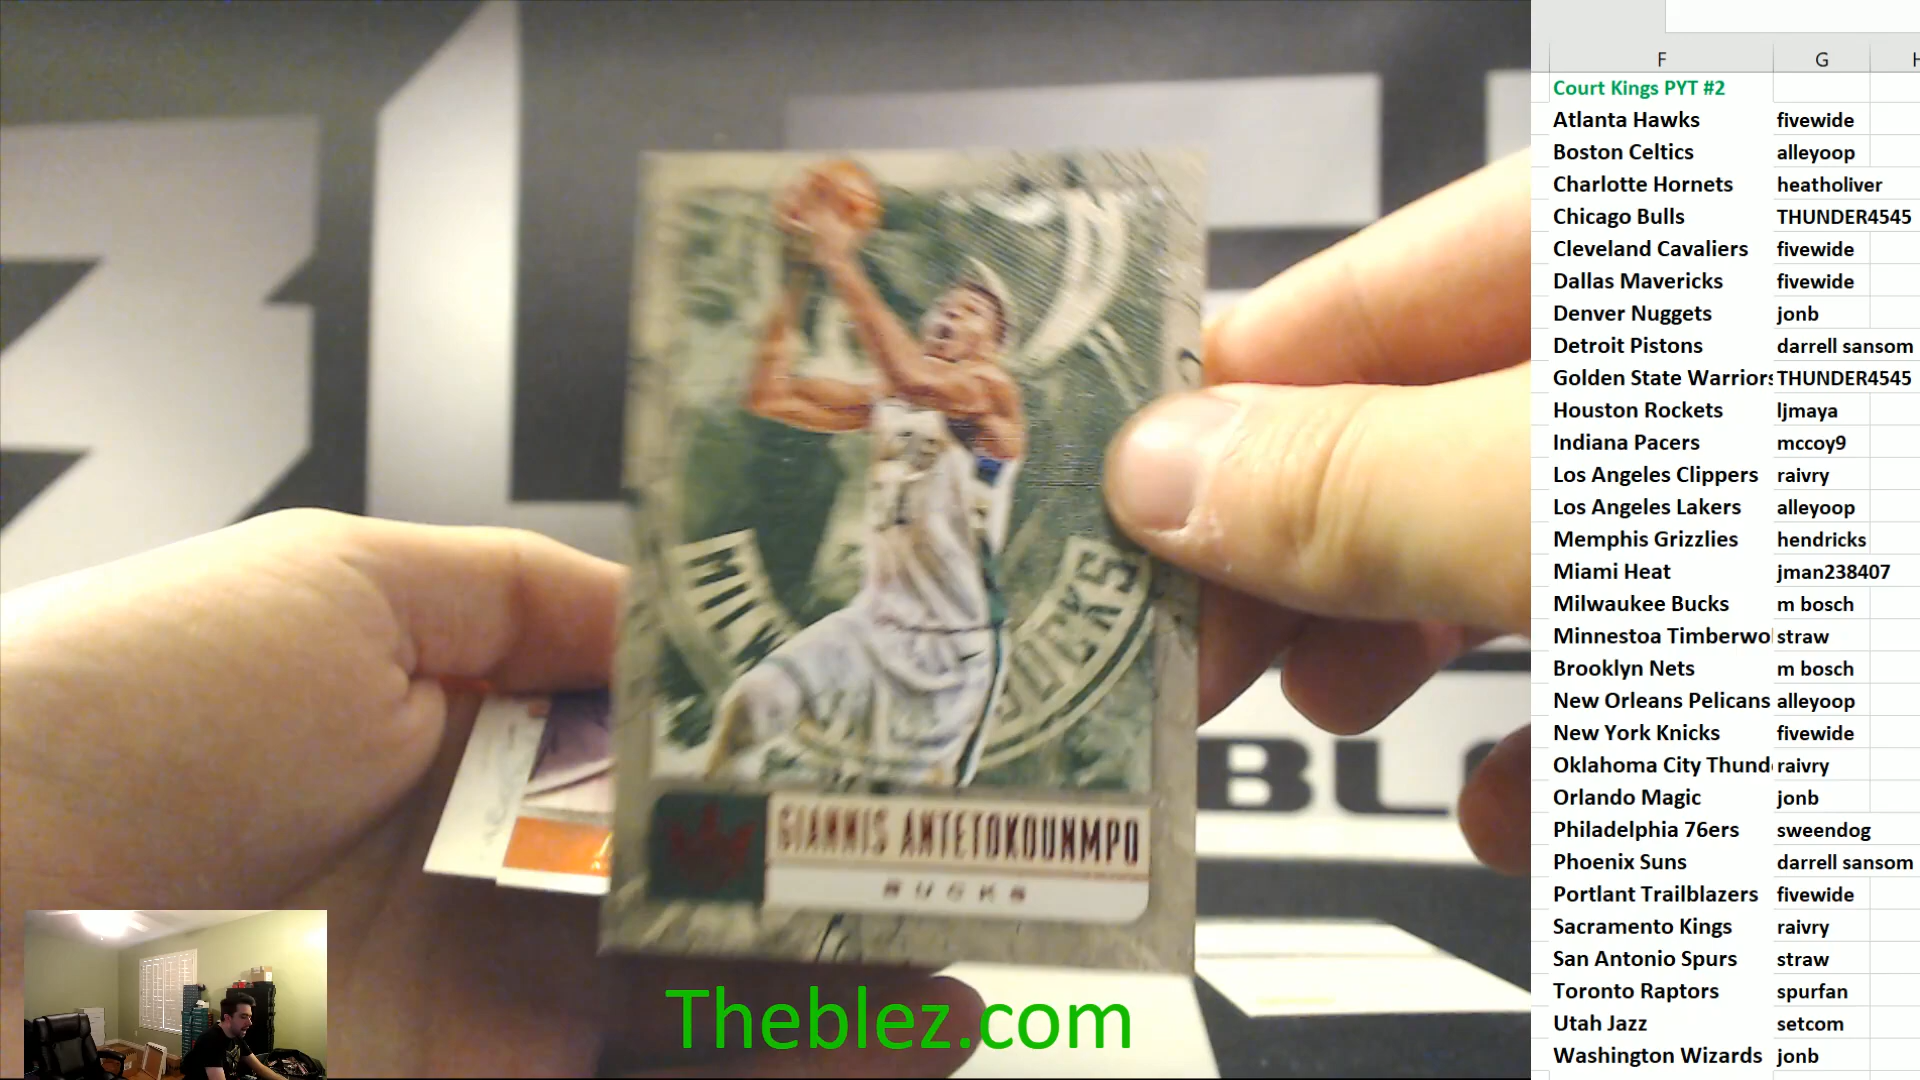 MILW
BUCKS
GIANNIS ANTETOKOUNMPO
BUCKS
BL
Theblez.com
F G H
Court Kings PYT #2
Atlanta Hawks fivewide
Boston Celtics alleyoop
Charlotte Hornets heatholiver
Chicago Bulls THUNDER4545
Cleveland Cavaliers fivewide
Dallas Mavericks fivewide
Denver Nuggets jonb
Detroit Pistons darrell sansom
Golden State Warriors THUNDER4545
Houston Rockets ljmaya
Indiana Pacers mccoy9
Los Angeles Clippers raivry
Los Angeles Lakers alleyoop
Memphis Grizzlies hendricks
Miami Heat jman238407
Milwaukee Bucks m bosch
Minnestoa Timberwol straw
Brooklyn Nets m bosch
New Orleans Pelicans alleyoop
New York Knicks fivewide
Oklahoma City Thund raivry
Orlando Magic jonb
Philadelphia 76ers sweendog
Phoenix Suns darrell sansom
Portlant Trailblazers fivewide
Sacramento Kings raivry
San Antonio Spurs straw
Toronto Raptors spurfan
Utah Jazz setcom
Washington Wizards jonb